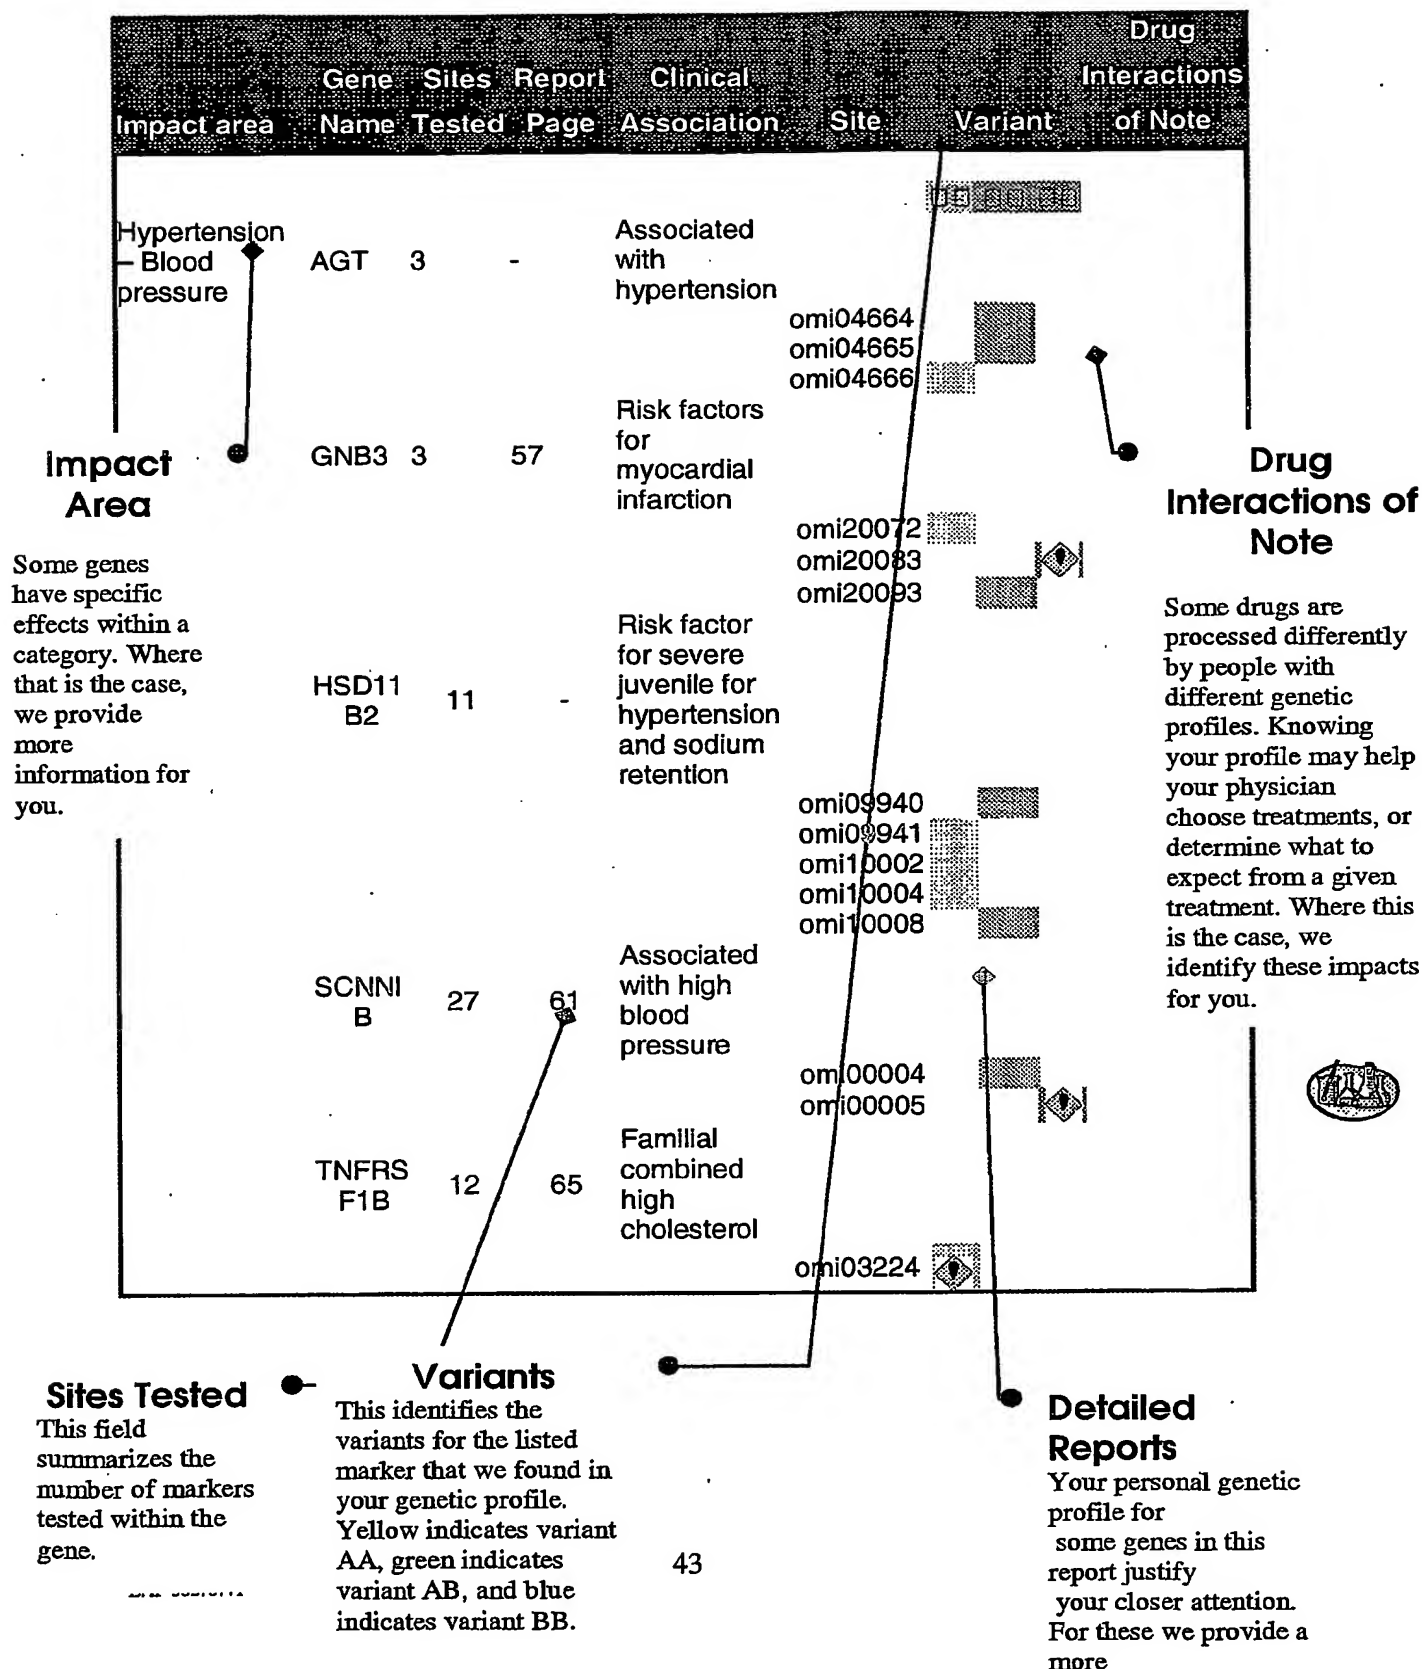 Drug
Gene Sites Report Clinical Interactions
Impact area Name Tested Page Association Site Variant of Note
Hypertension
– Blood
pressure
AGT 3 -
Associated
with
hypertension
omi04664
omi04665
omi04666
GNB3 3 57
Risk factors
for
myocardial
infarction
omi20072
omi20083
omi20093
HSD11
B2
11 -
Risk factor
for severe
juvenile for
hypertension
and sodium
retention
omi09940
omi09941
omi10002
omi10004
omi10008
SCNNI
B
27 61
Associated
with high
blood
pressure
omi00004
omi00005
TNFRS
F1B
12 65
Familial
combined
high
cholesterol
omi03224
Impact
Area
Some genes
have specific
effects within a
category. Where
that is the case,
we provide
more
information for
you.
Drug
Interactions of
Note
Some drugs are
processed differently
by people with
different genetic
profiles. Knowing
your profile may help
your physician
choose treatments, or
determine what to
expect from a given
treatment. Where this
is the case, we
identify these impacts
for you.
Sites Tested
This field
summarizes the
number of markers
tested within the
gene.
Variants
This identifies the
variants for the listed
marker that we found in
your genetic profile.
Yellow indicates variant
AA, green indicates
variant AB, and blue
indicates variant BB.
43
Detailed
Reports
Your personal genetic
profile for
some genes in this
report justify
your closer attention.
For these we provide a
more